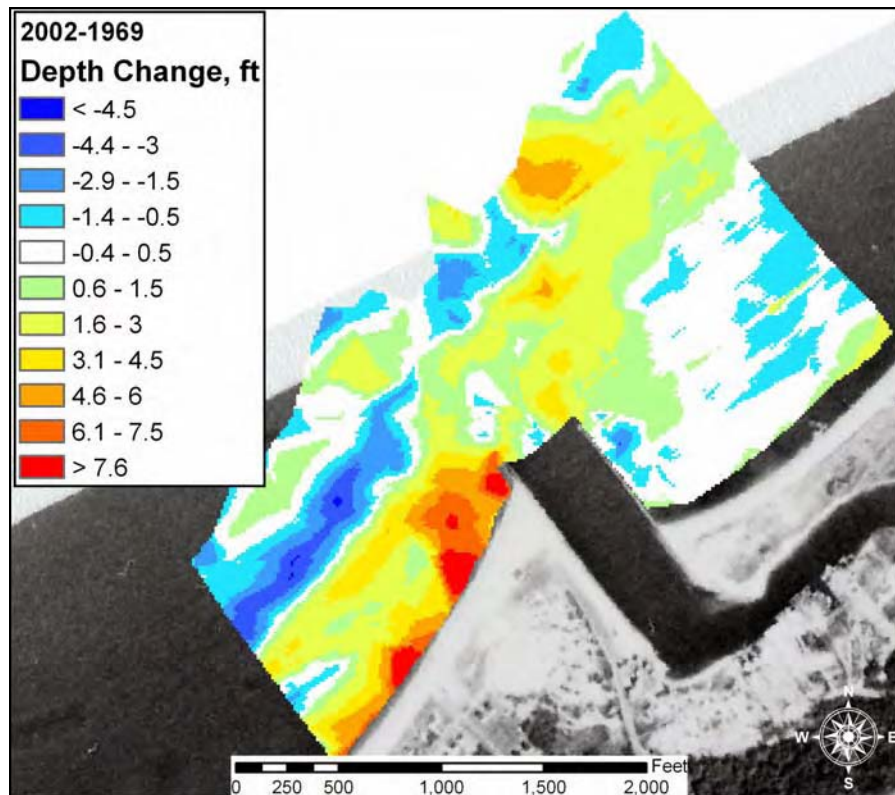 2002-1969
Depth Change, ft
< -4.5
-4.4 - -3
-2.9 - -1.5
-1.4 - -0.5
-0.4 - 0.5
0.6 - 1.5
1.6 - 3
3.1 - 4.5
4.6 - 6
6.1 - 7.5
> 7.6
N
W E
S
Feet
0 250 500 1,000 1,500 2,000